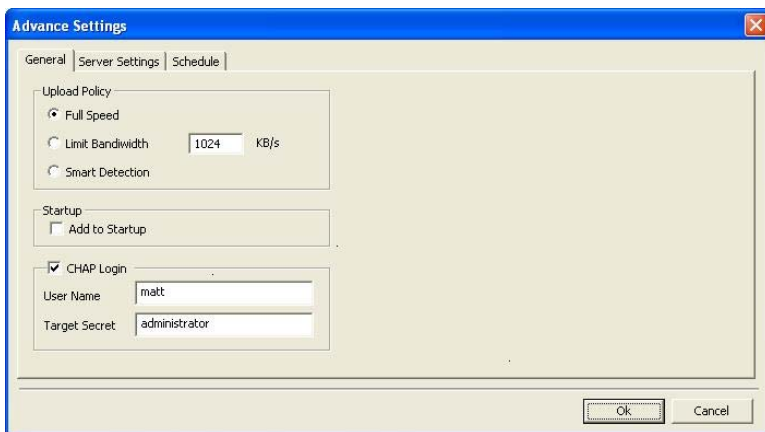 Advance Settings
General Server Settings Schedule
Upload Policy
Full Speed
Limit Bandiwidth 1024 KB/s
Smart Detection
Startup
Add to Startup
CHAP Login
User Name matt
Target Secret administrator
Ok Cancel